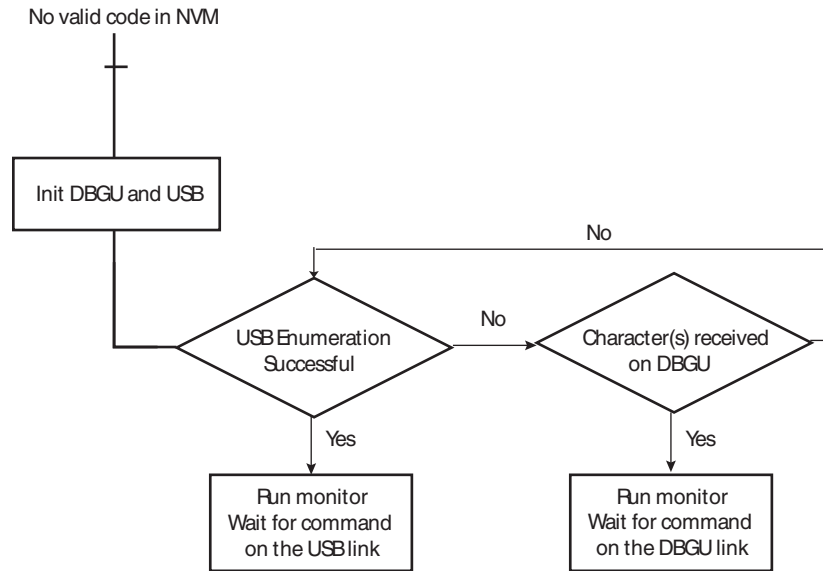 No valid code in NVM
Init DBGU and USB
No
USB Enumeration
Successful
No
Character(s) received
on DBGU
Yes
Yes
Run monitor
Wait for command
on the USB link
Run monitor
Wait for command
on the DBGU link